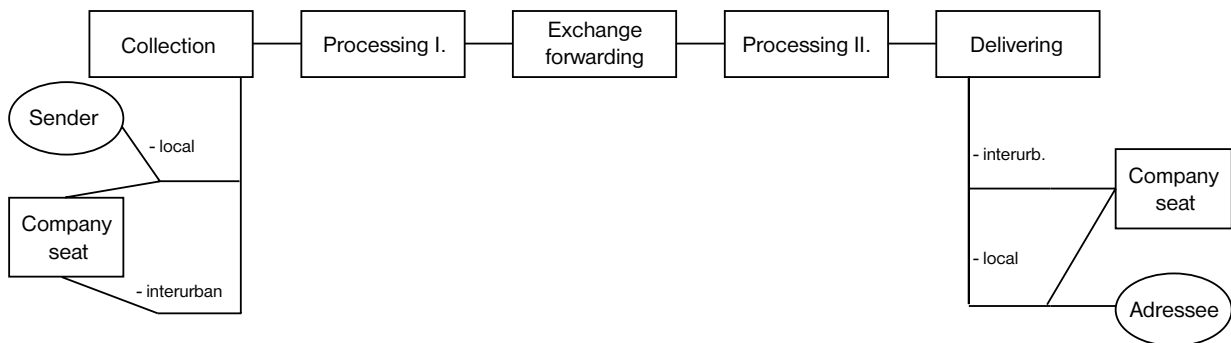 Collection
Processing I.
Exchange
forwarding
Processing II.
Delivering
Sender
- local
Company
seat
- interurban
- interurb.
Company
seat
- local
Adressee